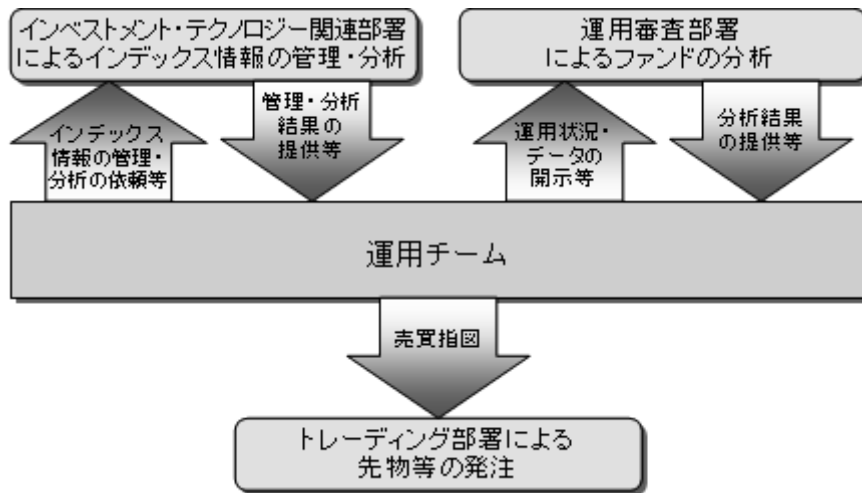 インベストメント・テクノロジー関連部署
によるインデックス情報の管理・分析
運用審査部署
によるファンドの分析
インデックス
情報の管理・
分析の依頼等
管理・分析
結果の
提供等
運用状況・
データの
開示等
分析結果
の提供等
運用チーム
売買指図
トレーディング部署による
先物等の発注